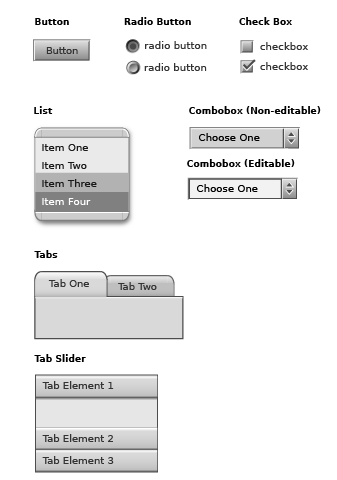 Button
Radio Button
Check Box
Button
radio button
checkbox
radio button
checkbox
List
Combobox (Non-editable)
Choose One
Item One
Item Two
Item Three
Item Four
Combobox (Editable)
Choose One
Tabs
Tab One
Tab Two
Tab Slider
Tab Element 1
Tab Element 2
Tab Element 3